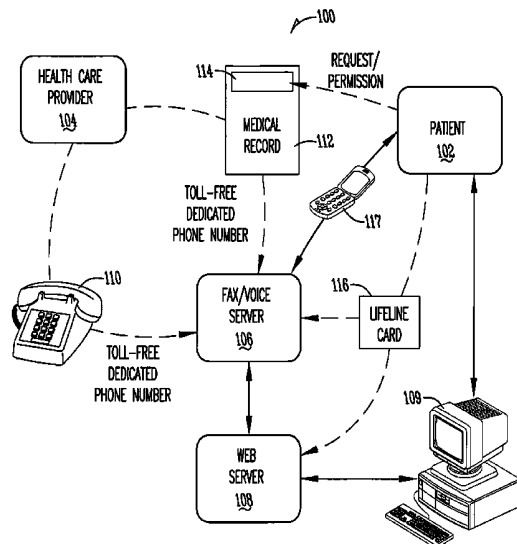 100
HEALTH CARE
PROVIDER
104
114
MEDICAL
RECORD
112
REQUEST/
PERMISSION
PATIENT
102
117
TOLL-FREE
DEDICATED
PHONE NUMBER
110
TOLL-FREE
DEDICATED
PHONE NUMBER
FAX/VOICE
SERVER
106
116
LIFELINE
CARD
109
WEB
SERVER
108